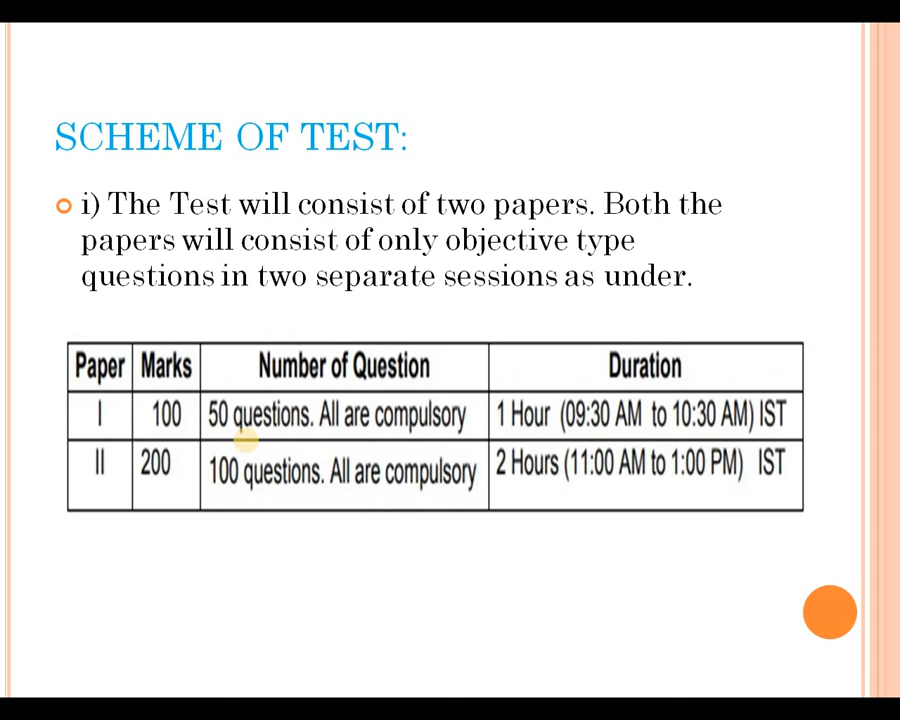 SCHEME OF TEST:
i) The Test will consist of two papers. Both the
papers will consist of only objective type
questions in two separate sessions as under.
Paper Marks Number of Question Duration
I 100 50 questions. All are compulsory 1 Hour (09:30 AM to 10:30 AM) IST
II 200 100 questions. All are compulsory 2 Hours (11:00 AM to 1:00 PM) IST